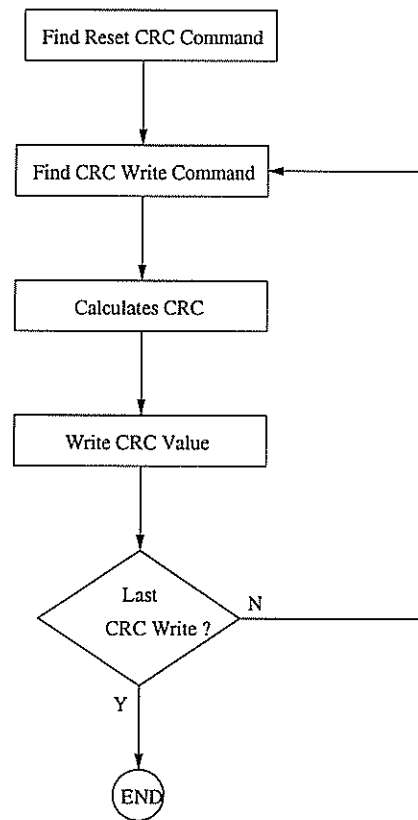 Find Reset CRC Command
Find CRC Write Command
Calculates CRC
Write CRC Value
Last
CRC Write ?
N
Y
END